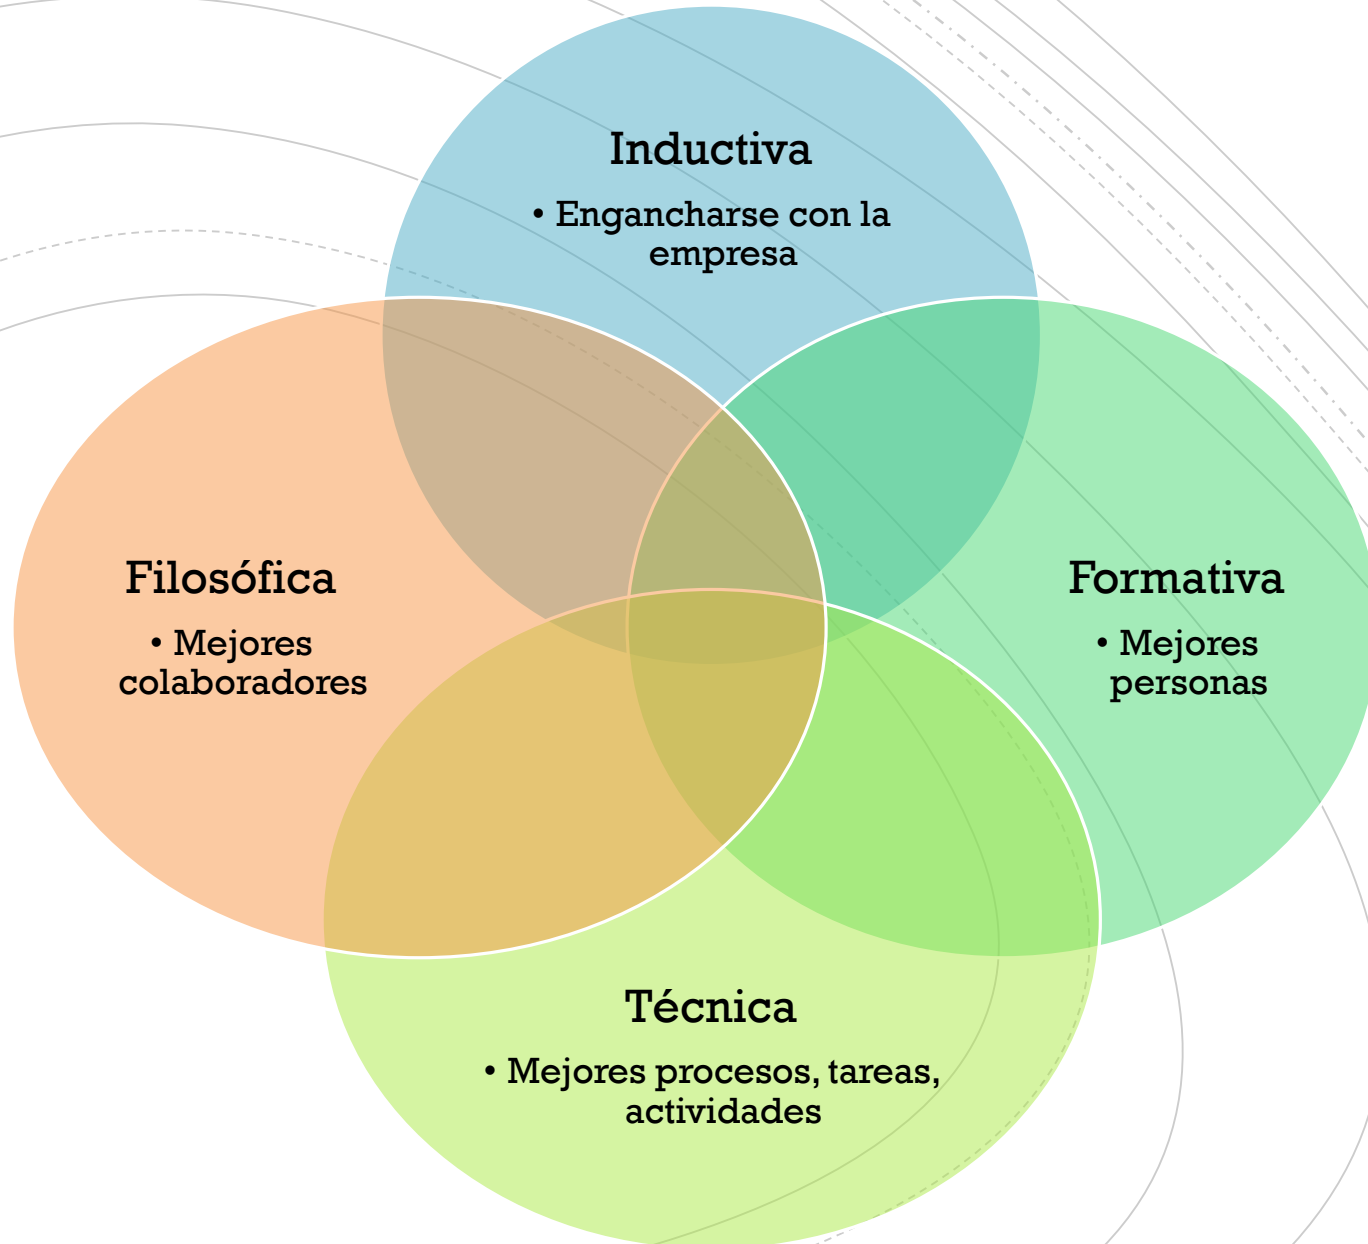 Inductiva
• Engancharse con la
empresa
Filosófica
• Mejores
colaboradores
Formativa
• Mejores
personas
Técnica
• Mejores procesos, tareas,
actividades